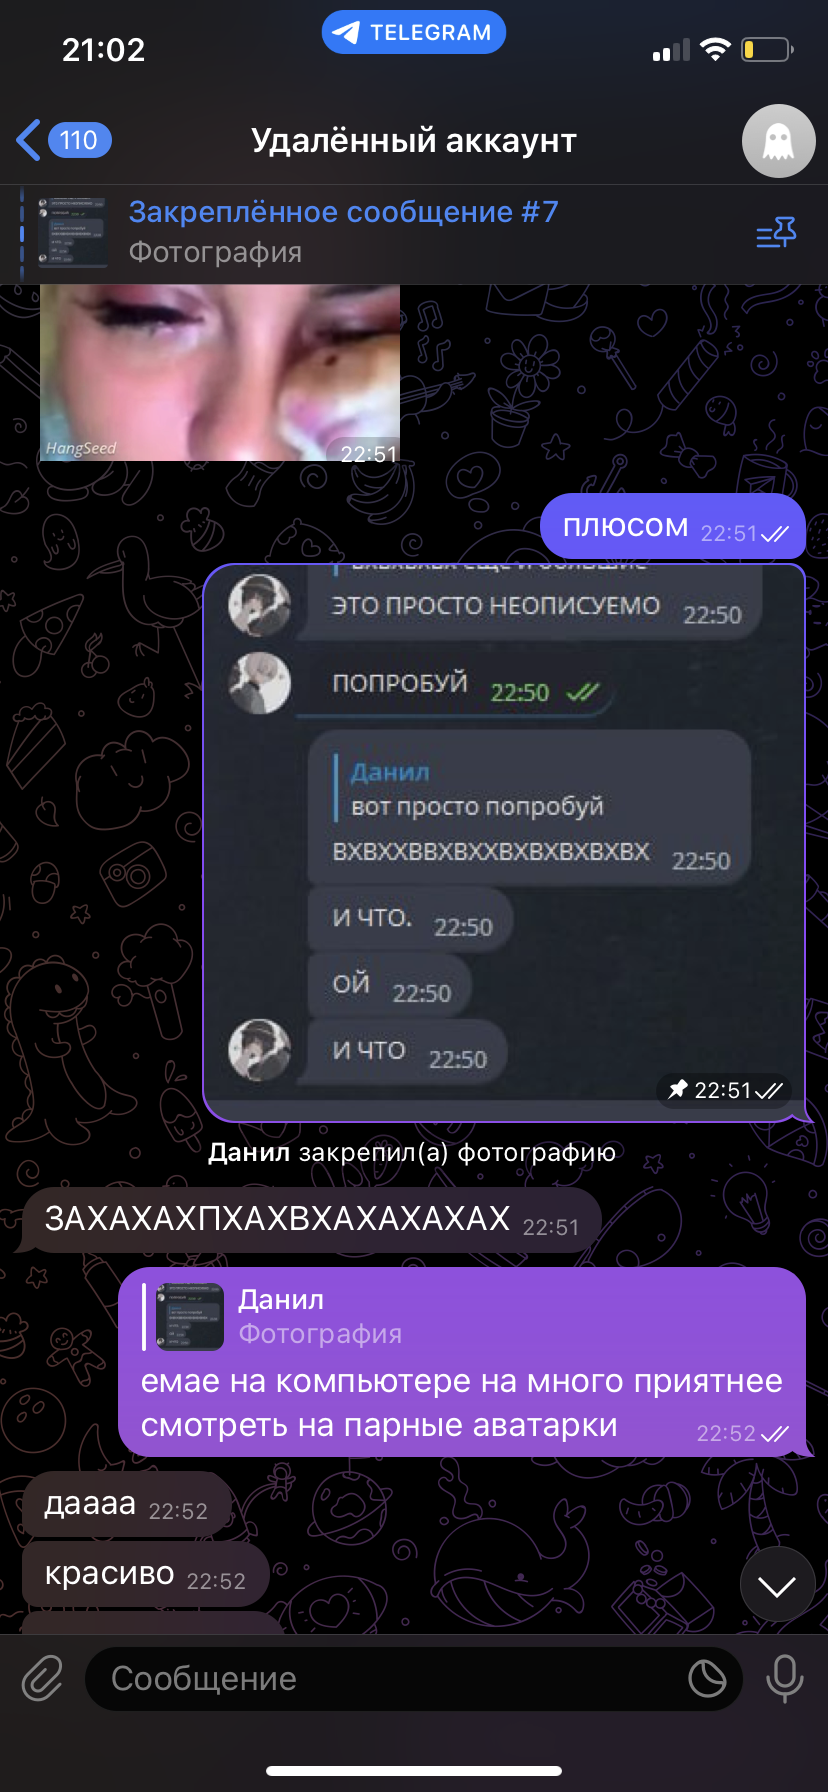 21:02
TELEGRAM
110
Удалённый аккаунт
Закреплённое сообщение #7
Фотография
HangSeed
22:51
плюсом 22:51
ЭТО ПРОСТО НЕОПИСУЕМО 22:50
ПОПРОБУЙ 22:50
Данил
вот просто попробуй
ВХВХХВВХВХХВХВХВХВХВХ 22:50
И ЧТО. 22:50
ОЙ 22:50
И ЧТО 22:50
22:51
Данил закрепил(а) фотографию
ЗАХАХАХПХАХВХАХАХАХАХ 22:51
Данил
Фотография
емае на компьютере на много приятнее
смотреть на парные аватарки 22:52
даааа 22:52
красиво 22:52
Сообщение